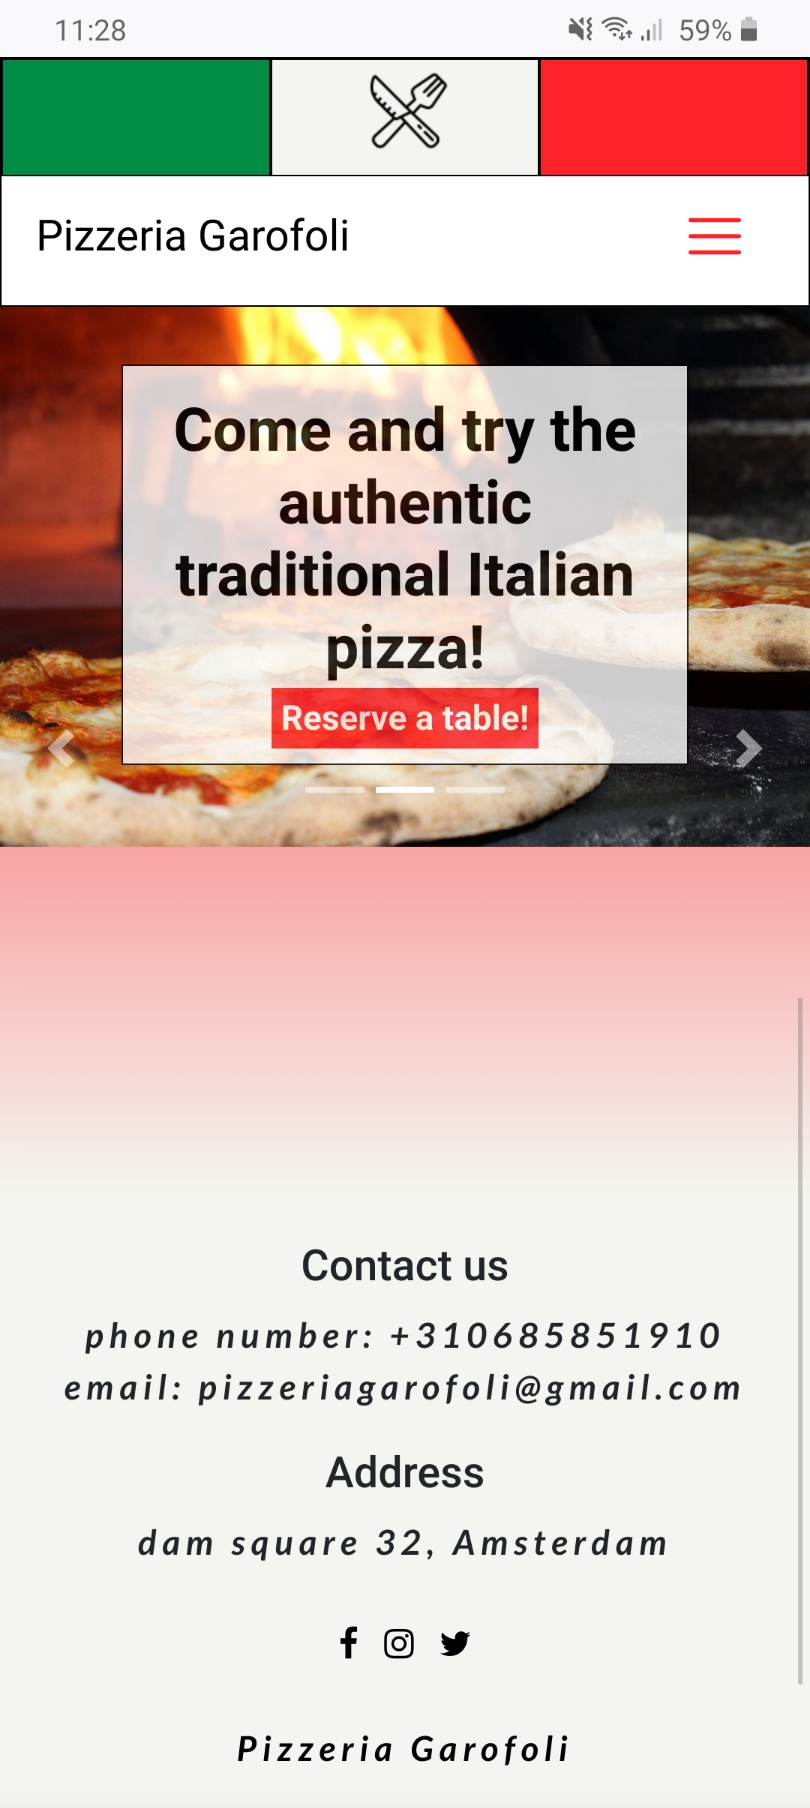 11:28
59%
Pizzeria Garofoli
Come and try the
authentic
traditional Italian
pizza!
Reserve a table!
Contact us
phone number: +310685851910
email: pizzeriagarofoli@gmail.com
Address
dam square 32, Amsterdam
Pizzeria Garofoli